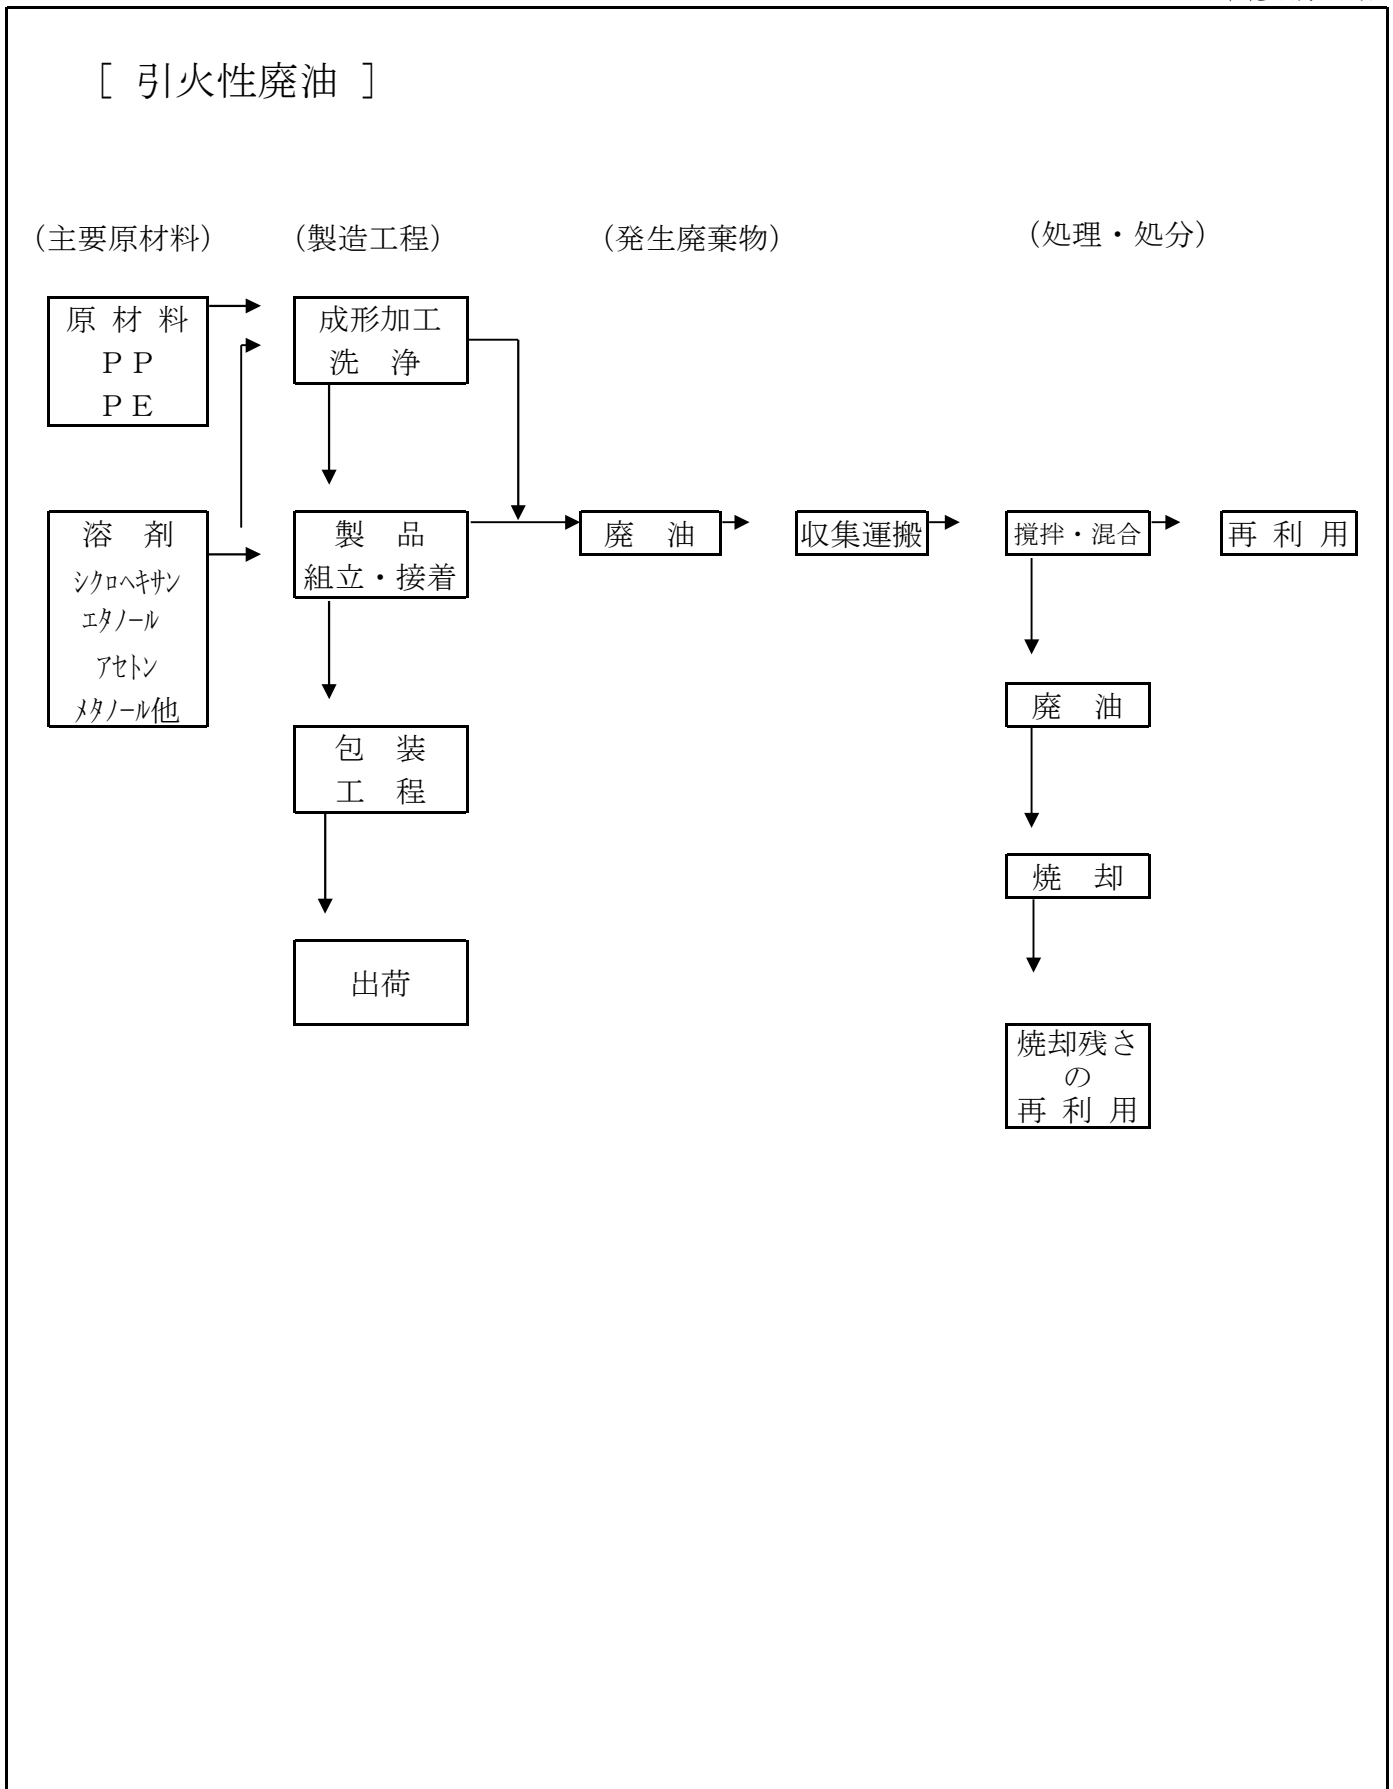 [ 引火性廃油 ]
(主要原材料)
(製造工程)
(発生廃棄物)
(処理・処分)
原 材 料
ＰＰ
ＰＥ
成形加工
洗　浄
溶　剤
ｼｸﾛﾍｷｻﾝ
ｴﾀﾉｰﾙ
ｱｾﾄﾝ
ﾒﾀﾉｰﾙ他
製　品
組立・接着
廃　油
収集運搬
撹拌・混合
再 利 用
廃　油
包　装
工　程
焼　却
出荷
焼却残さ
の
再 利 用